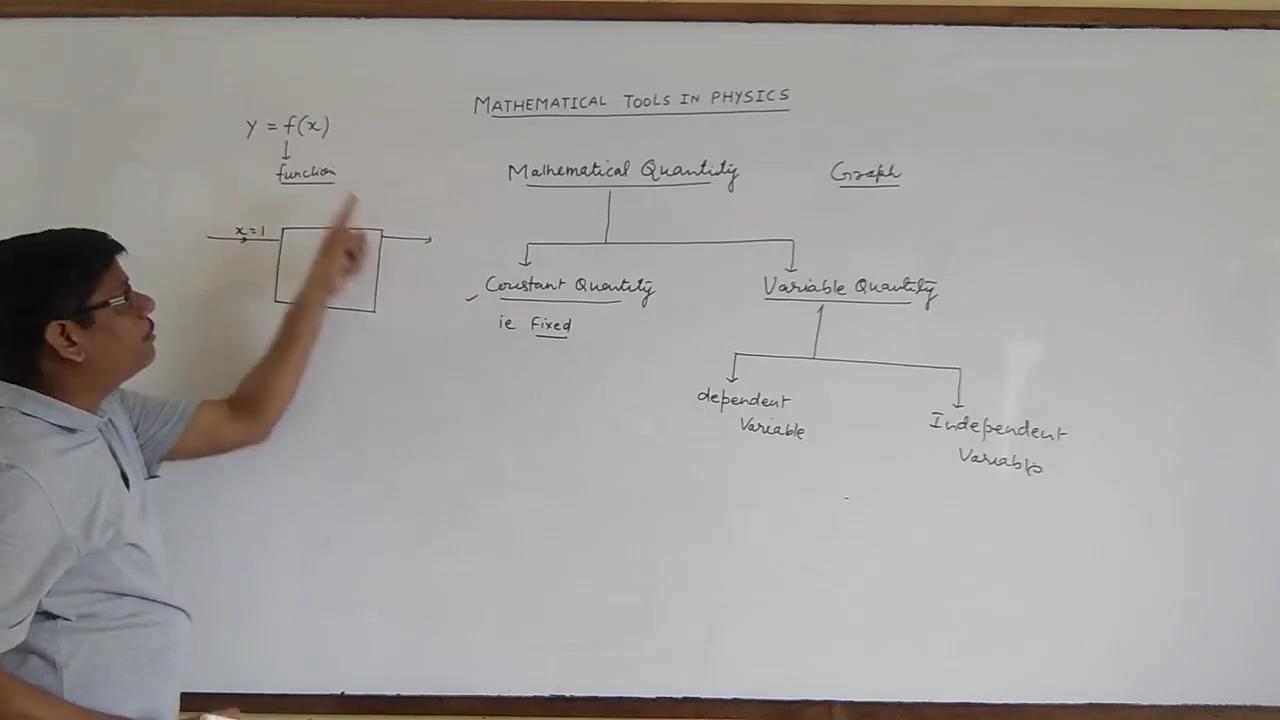 MATHEMATICAL TOOLS IN PHYSICS
y = f(x)
function
x=1
Mathematical Quantity
Graph
Constant Quantity
ie Fixed
Variable Quantity
dependent
Variable
Independent
Variable